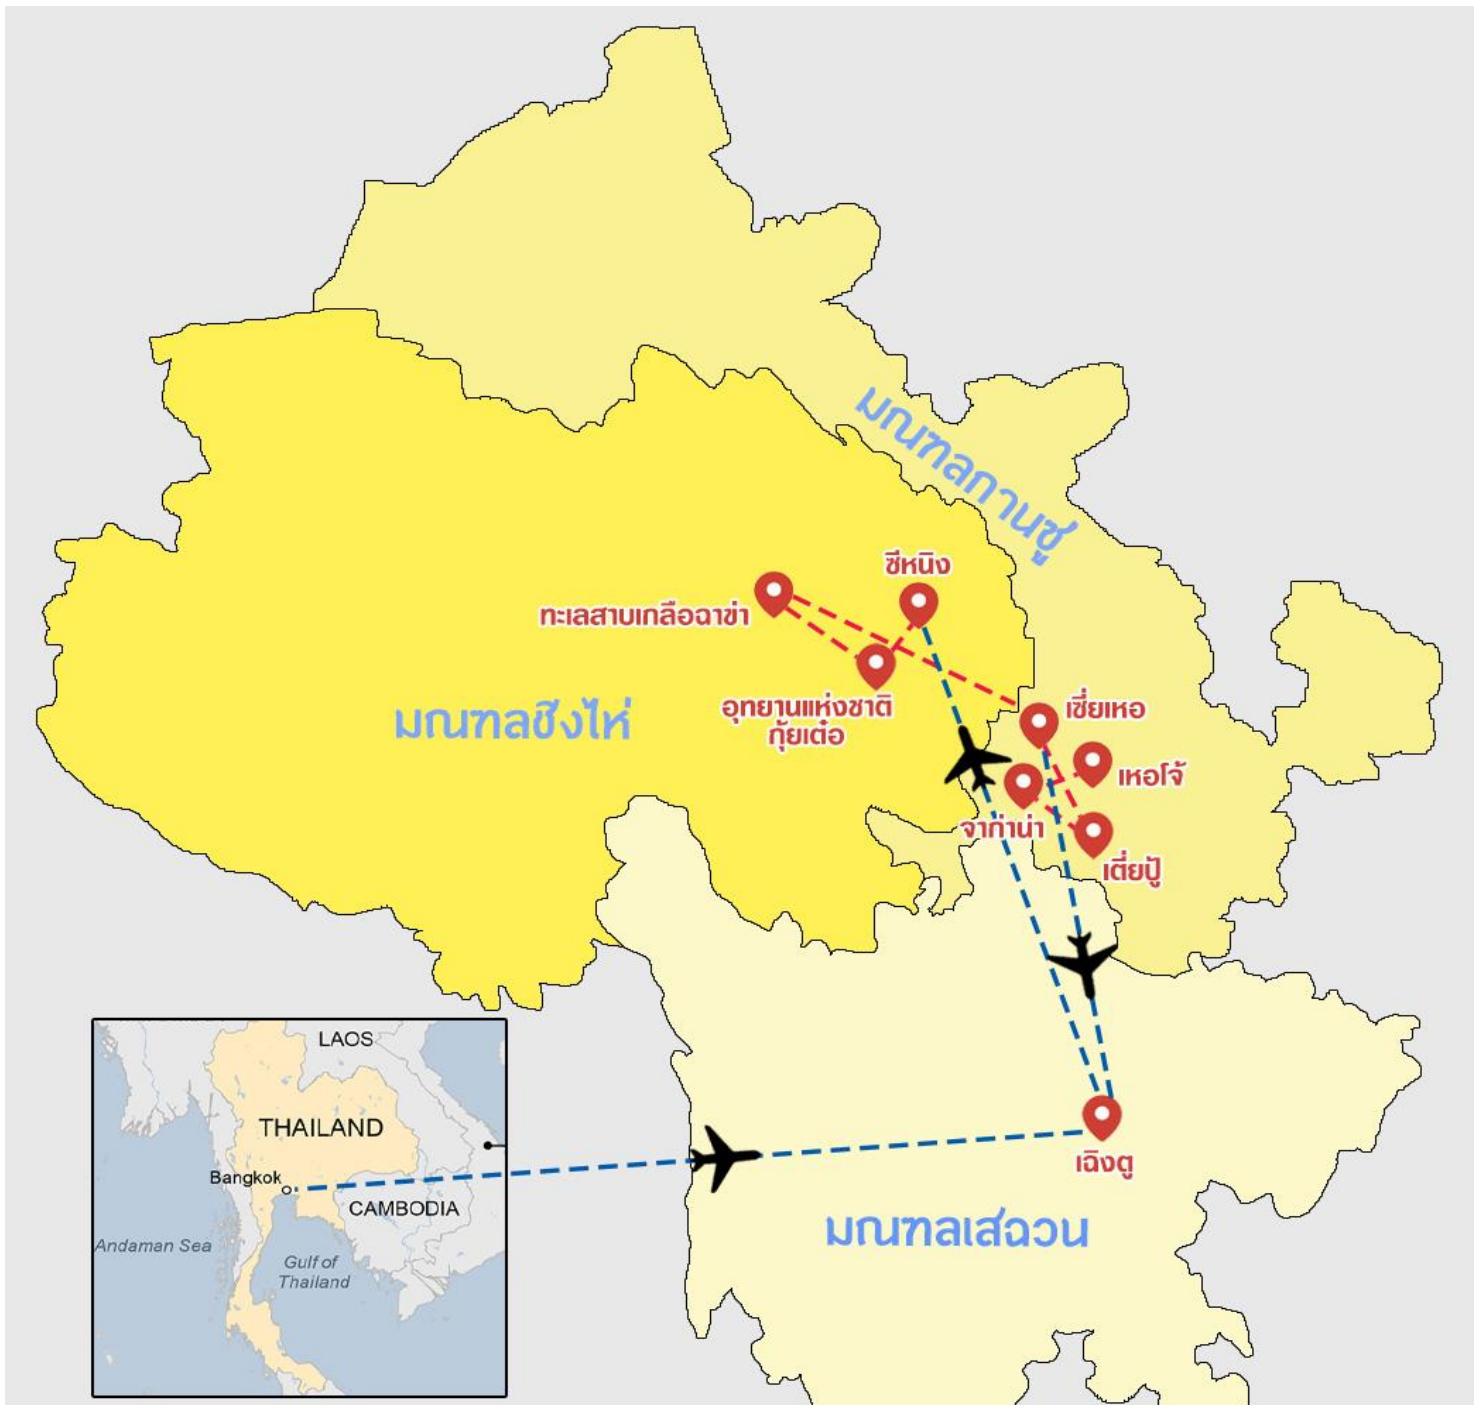 มณฑลกานซู
ซีหนิง
ทะเลสาบเกลือฉาข่า
อุทยานแห่งชาติ
กุ้ยเต๋อ
มณฑลชิงไห่
เซี่ยเหอ
เหอโจ้
จาก่าน่า
เตี่ยปู้
เฉิงตู
มณฑลเสฉวน
LAOS
THAILAND
Bangkok
CAMBODIA
Andaman Sea
Gulf of
Thailand